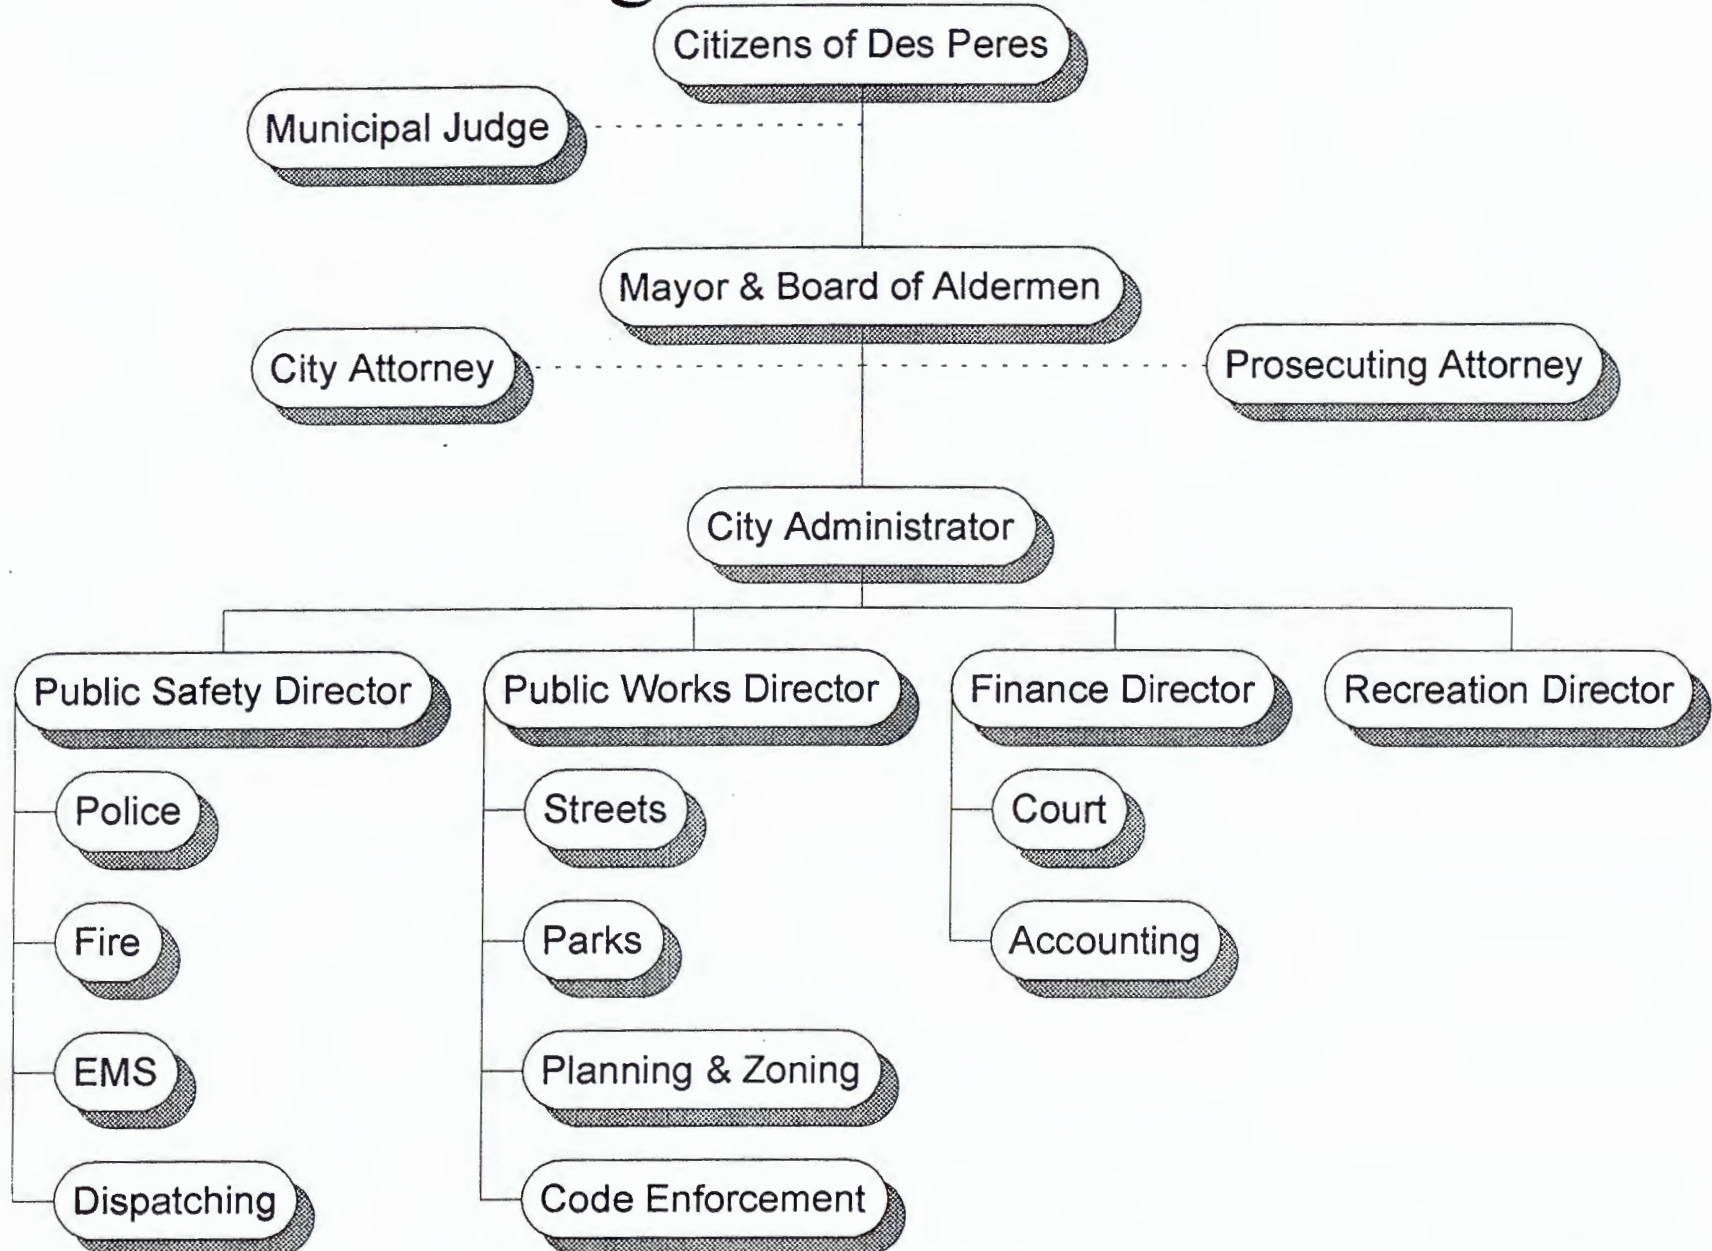 Citizens of Des Peres
Municipal Judge
Mayor & Board of Aldermen
City Attorney
Prosecuting Attorney
City Administrator
Public Safety Director
Public Works Director
Finance Director
Recreation Director
Police
Streets
Court
Fire
Parks
Accounting
EMS
Planning & Zoning
Dispatching
Code Enforcement